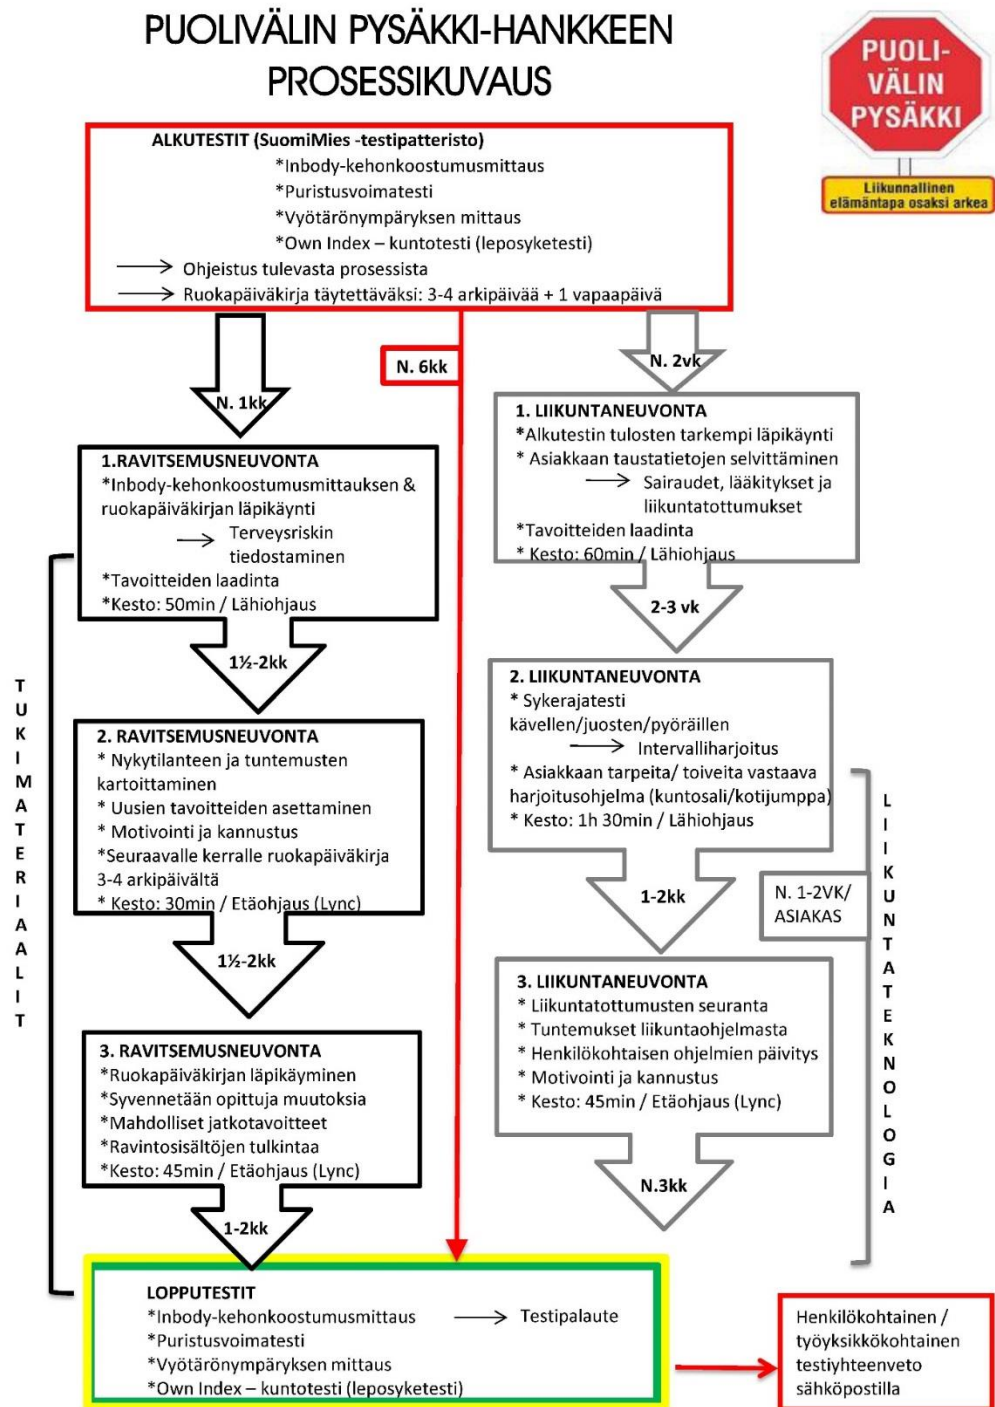 PUOLIVÄLIN PYSÄKKI-HANKKEEN
PROSESSIKUVAUS
PUOLI-
VÄLIN
PYSÄKKI
Liikunnallinen
elämäntapa osaksi arkea
ALKUTESTIT (SuomiMies -testipatteristo)
*Inbody-kehonkoostumusmittaus
*Puristusvoimatesti
*Vyötärönympäryksen mittaus
*Own Index – kuntotesti (leposyketesti)
Ohjeistus tulevasta prosessista
Ruokapäiväkirja täytettäväksi: 3-4 arkipäivää + 1 vapaapäivä
N. 1kk
N. 6kk
N. 2vk
1.RAVITSEMUSNEUVONTA
*Inbody-kehonkoostumusmittauksen &
ruokapäiväkirjan läpikäynti
Terveysriskin
tiedostaminen
*Tavoitteiden laadinta
*Kesto: 50min / Lähiohjaus
1½-2kk
2. RAVITSEMUSNEUVONTA
* Nykytilanteen ja tuntemusten
kartoittaminen
* Uusien tavoitteiden asettaminen
* Motivointi ja kannustus
*Seuraavalle kerralle ruokapäiväkirja
3-4 arkipäivältä
* Kesto: 30min / Etäohjaus (Lync)
1½-2kk
3. RAVITSEMUSNEUVONTA
*Ruokapäiväkirjan läpikäyminen
*Syvennetään opittuja muutoksia
*Mahdolliset jatkotavoitteet
*Ravintosisältöjen tulkintaa
*Kesto: 45min / Etäohjaus (Lync)
1-2kk
TUKIMATERIAALIT
1. LIIKUNTANEUVONTA
*Alkutestin tulosten tarkempi läpikäynti
* Asiakkaan taustatietojen selvittäminen
Sairaudet, lääkitykset ja
liikuntatottumukset
*Tavoitteiden laadinta
* Kesto: 60min / Lähiohjaus
2-3 vk
2. LIIKUNTANEUVONTA
* Sykerajatesti
kävellen/juosten/pyöräillen
Intervalliharjoitus
* Asiakkaan tarpeita/ toiveita vastaava
harjoitusohjelma (kuntosali/kotijumppa)
* Kesto: 1h 30min / Lähiohjaus
1-2kk
N. 1-2VK/
ASIAKAS
3. LIIKUNTANEUVONTA
* Liikuntatottumusten seuranta
* Tuntemukset liikuntaohjelmasta
* Henkilökohtaisen ohjelmien päivitys
* Motivointi ja kannustus
* Kesto: 45min / Etäohjaus (Lync)
N.3kk
LIIKUNTATEKNOLOGIA
LOPPUTESTIT
*Inbody-kehonkoostumusmittaus
Testipalaute
*Puristusvoimatesti
*Vyötärönympäryksen mittaus
*Own Index – kuntotesti (leposyketesti)
Henkilökohtainen /
työyksikkökohtainen
testiyhteenveto
sähköpostilla